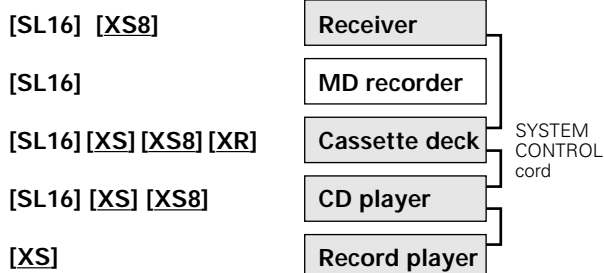 [SL16] [XS8] Receiver
[SL16] MD recorder
[SL16] [XS] [XS8] [XR] Cassette deck
SYSTEM
CONTROL
cord
[SL16] [XS] [XS8] CD player
[XS] Record player